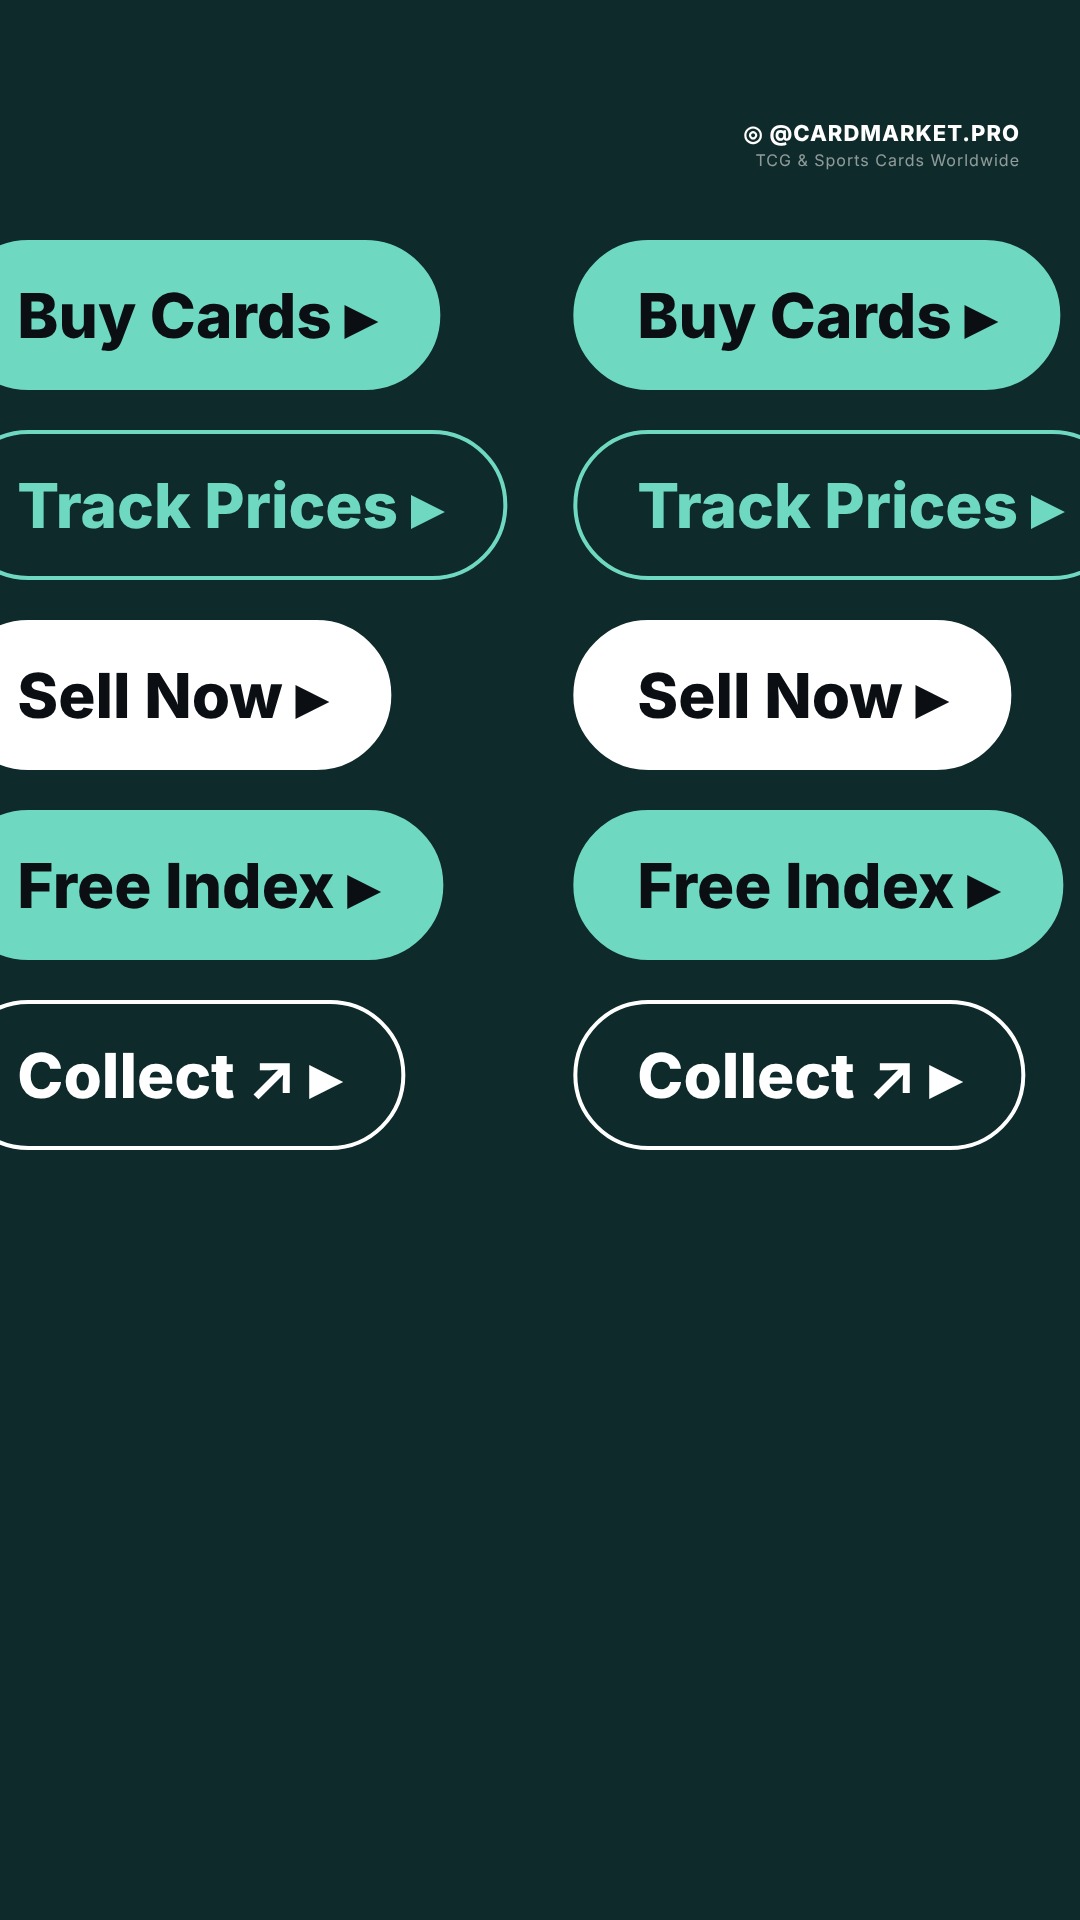 ◎ @CARDMARKET.PRO
TCG & Sports Cards Worldwide
Buy Cards ▶ Buy Cards ▶
Track Prices ▶ Track Prices ▶
Sell Now ▶ Sell Now ▶
Free Index ▶ Free Index ▶
Collect ↗ ▶ Collect ↗ ▶